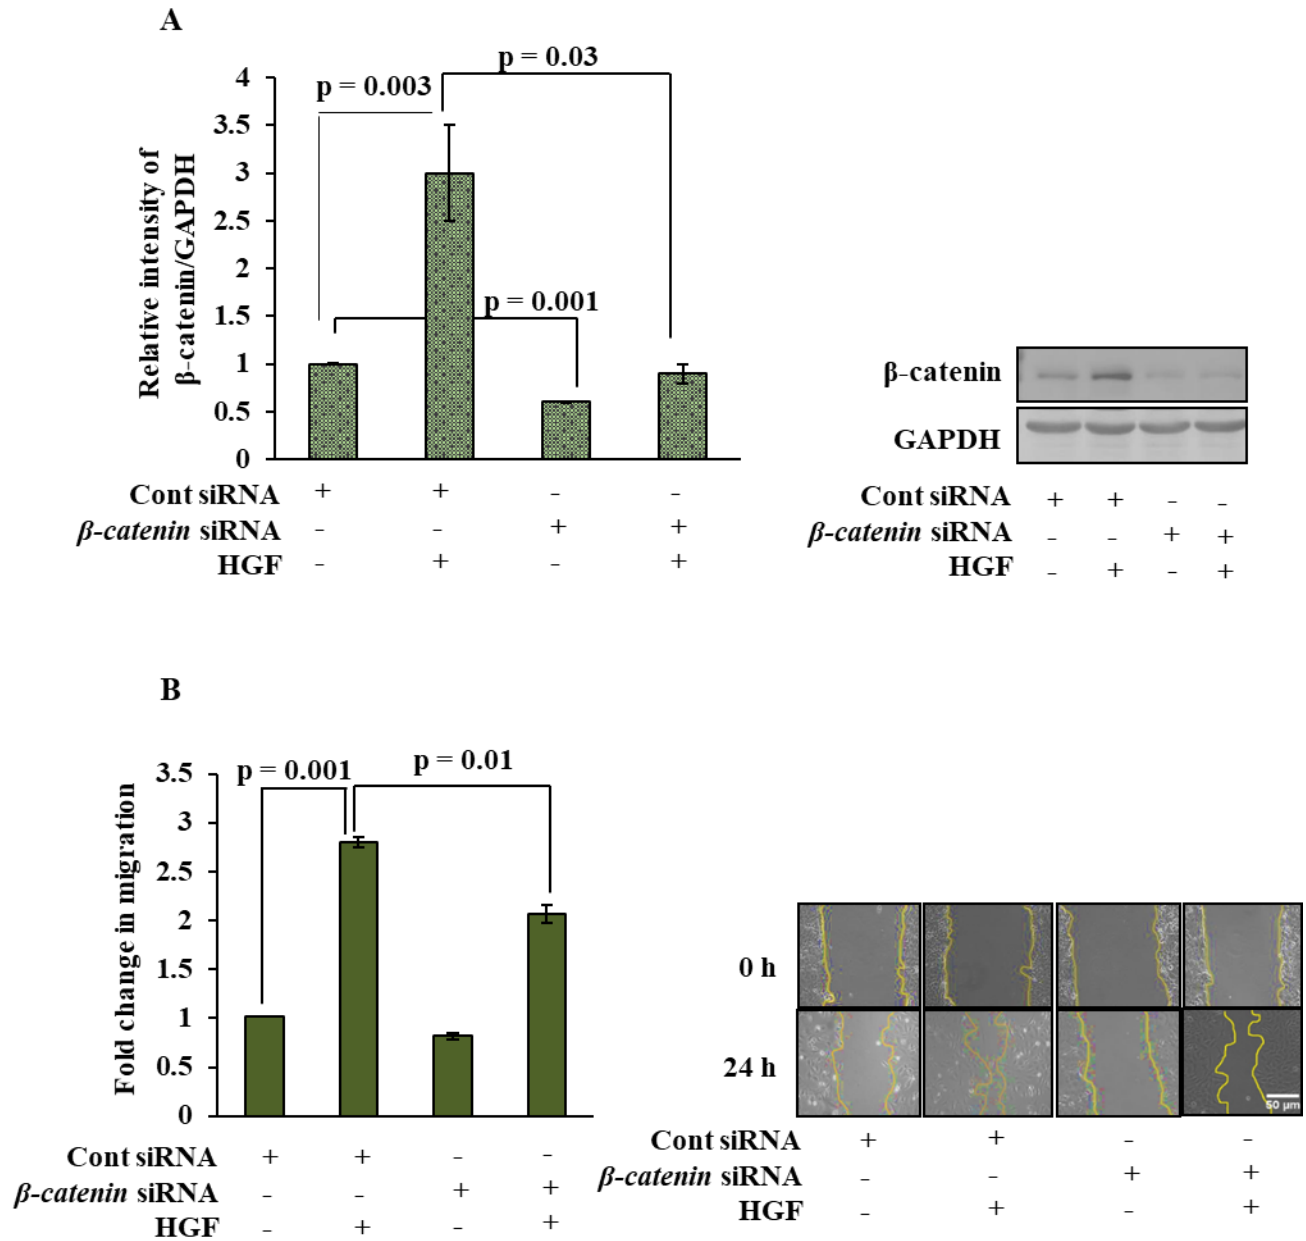 A
p = 0.03
p = 0.003
4
3.5
3
2.5
2
1.5
1
0.5
0
Relative intensity of
β-catenin/GAPDH
p = 0.001
Cont siRNA + + - -
β-catenin siRNA - - + +
HGF - + - +
β-catenin
GAPDH
Cont siRNA + + - -
β-catenin siRNA - - + +
HGF - + - +
B
p = 0.001
p = 0.01
3.5
3
2.5
2
1.5
1
0.5
0
Fold change in migration
Cont siRNA + + - -
β-catenin siRNA - - + +
HGF - + - +
0 h
24 h
50 μm
Cont siRNA + + - -
β-catenin siRNA - - + +
HGF - + - +